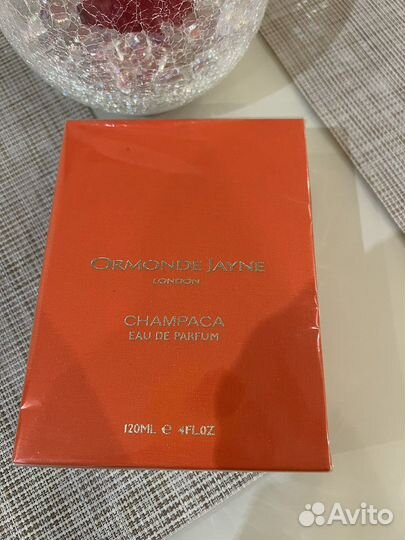 ORMONDE JAYNE
LONDON
CHAMPACA
EAU DE PARFUM
120ML ℮ 4FL.OZ
Avito